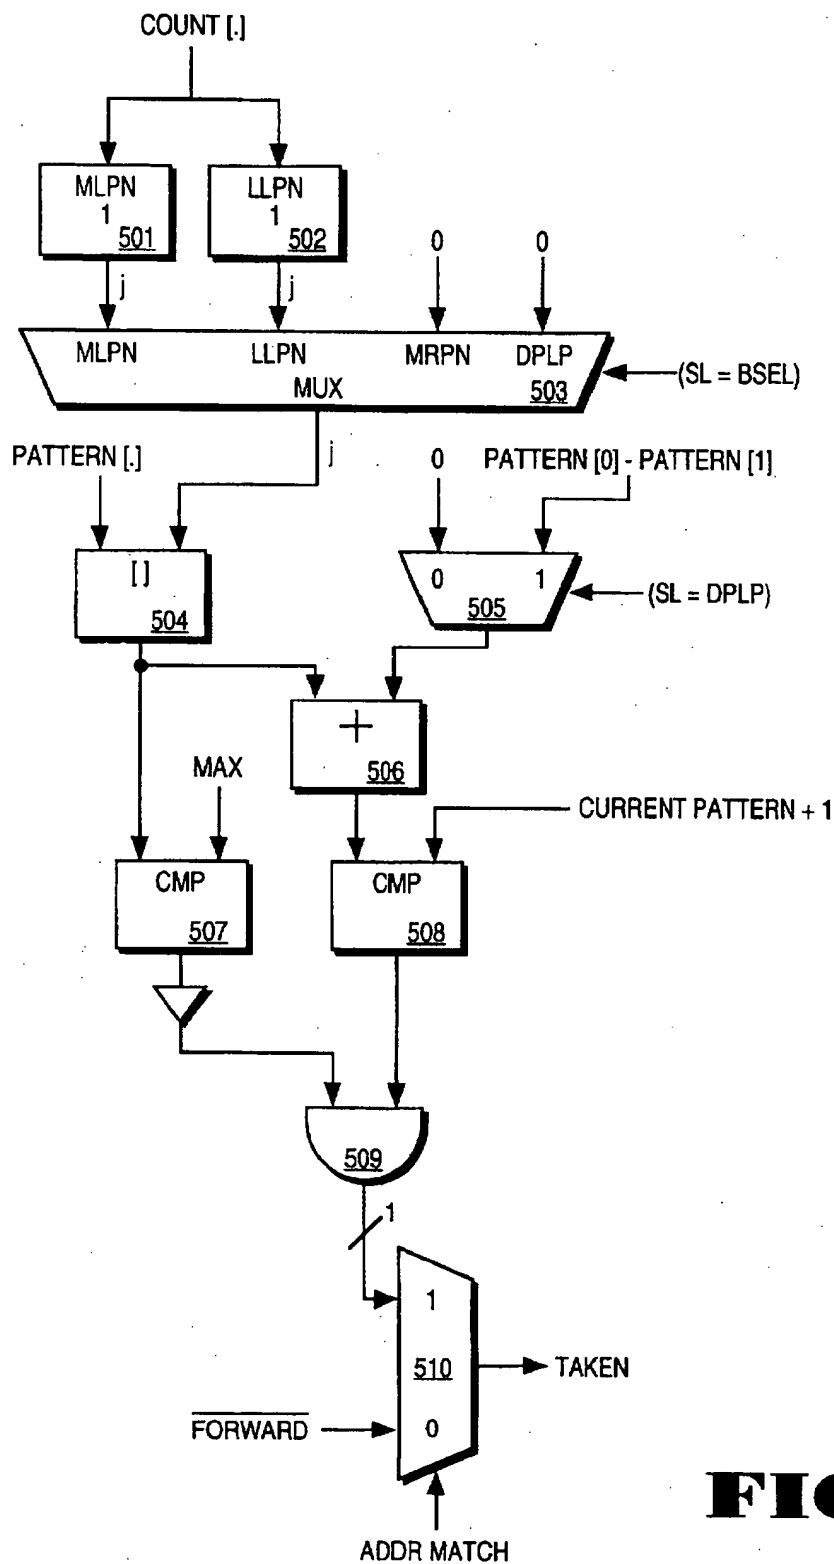 COUNT [.]
MLPN
1
501
LLPN
1
502
0
0
j
j
MLPN
LLPN
MRPN
DPLP
MUX
503
(SL = BSEL)
PATTERN [.]
j
0
PATTERN [0] - PATTERN [1]
[ ]
504
0
1
505
(SL = DPLP)
+
506
MAX
CURRENT PATTERN + 1
CMP
507
CMP
508
509
1
1
510
TAKEN
FORWARD
0
ADDR MATCH